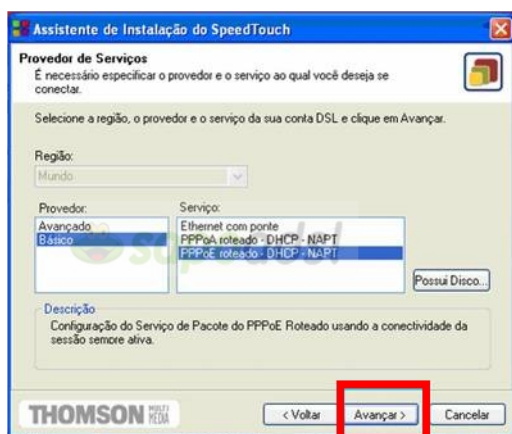 Assistente de Instalação do SpeedTouch
Provedor de Serviços
É necessário especificar o provedor e o serviço ao qual você deseja se
conectar.
Selecione a região, o provedor e o serviço da sua conta DSL e clique em Avançar.
Região:
Mundo
Provedor:
Serviço:
Avançado
Básico
Ethernet com ponte
PPPoA roteado - DHCP - NAPT
PPPoE roteado - DHCP - NAPT
Possui Disco...
Descrição
Configuração do Serviço de Pacote do PPPoE Roteado usando a conectividade da
sessão sempre ativa.
THOMSON
< Voltar
Avançar >
Cancelar